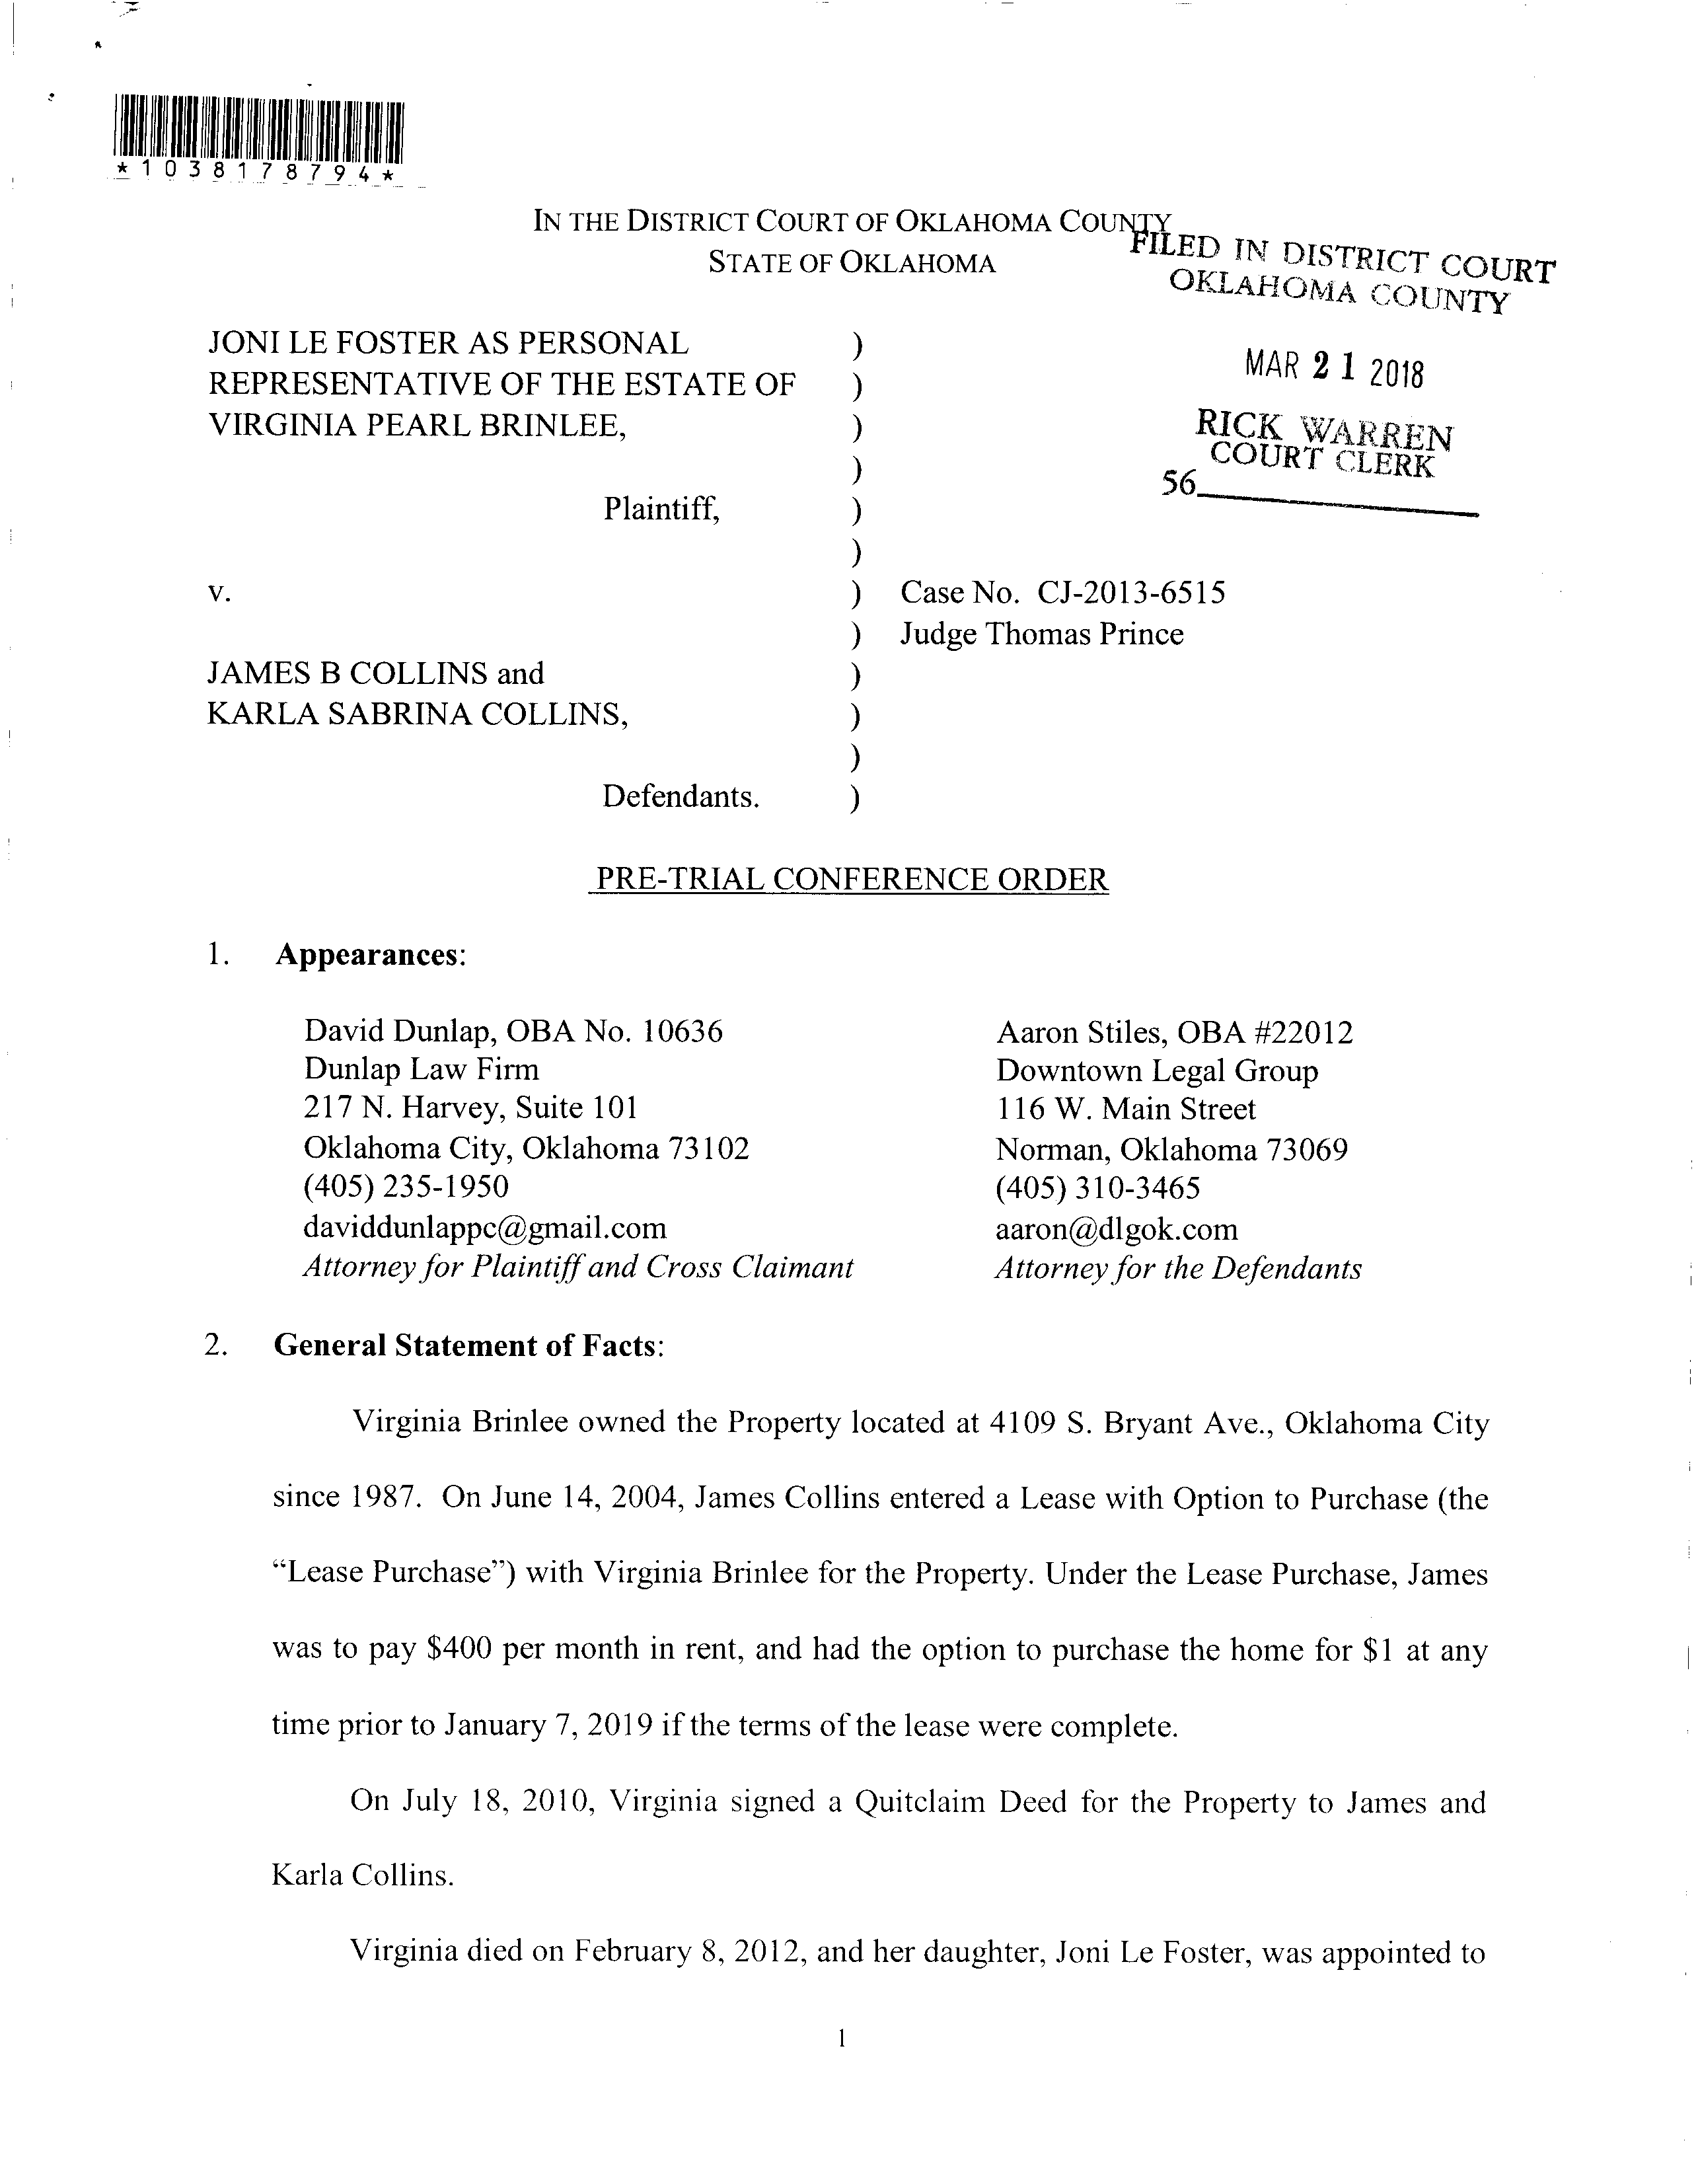 *1038178794*
IN THE DISTRICT COURT OF OKLAHOMA COUNTY
STATE OF OKLAHOMA
FILED IN DISTRICT COURT
OKLAHOMA COUNTY
MAR 21 2018
RICK WARREN
COURT CLERK
56
JONI LE FOSTER AS PERSONAL )
REPRESENTATIVE OF THE ESTATE OF )
VIRGINIA PEARL BRINLEE, )
)
Plaintiff, )
)
v. ) Case No. CJ-2013-6515
) Judge Thomas Prince
JAMES B COLLINS and )
KARLA SABRINA COLLINS, )
)
Defendants. )
PRE-TRIAL CONFERENCE ORDER
1. Appearances:
David Dunlap, OBA No. 10636
Dunlap Law Firm
217 N. Harvey, Suite 101
Oklahoma City, Oklahoma 73102
(405) 235-1950
daviddunlappc@gmail.com
Attorney for Plaintiff and Cross Claimant
Aaron Stiles, OBA #22012
Downtown Legal Group
116 W. Main Street
Norman, Oklahoma 73069
(405) 310-3465
aaron@dlgok.com
Attorney for the Defendants
2. General Statement of Facts:
Virginia Brinlee owned the Property located at 4109 S. Bryant Ave., Oklahoma City
since 1987. On June 14, 2004, James Collins entered a Lease with Option to Purchase (the
“Lease Purchase”) with Virginia Brinlee for the Property. Under the Lease Purchase, James
was to pay $400 per month in rent, and had the option to purchase the home for $1 at any
time prior to January 7, 2019 if the terms of the lease were complete.
On July 18, 2010, Virginia signed a Quitclaim Deed for the Property to James and
Karla Collins.
Virginia died on February 8, 2012, and her daughter, Joni Le Foster, was appointed to
1